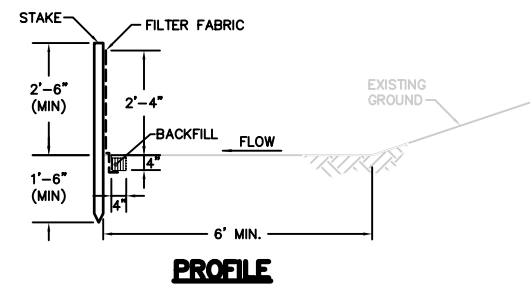 STAKE
FILTER FABRIC
2'-6"
(MIN)
2'-4"
EXISTING
GROUND
BACKFILL
FLOW
4"
1'-6"
(MIN)
4"
6' MIN.
PROFILE